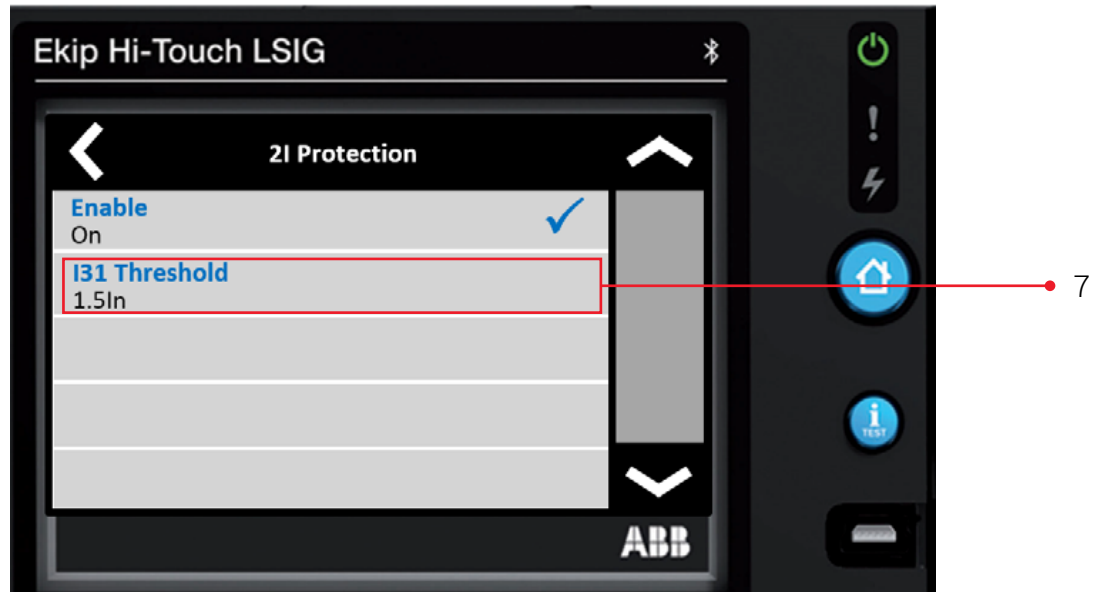 Ekip Hi-Touch LSIG
2I Protection
Enable
On
I31 Threshold
1.5In
7
i
TEST
ABB